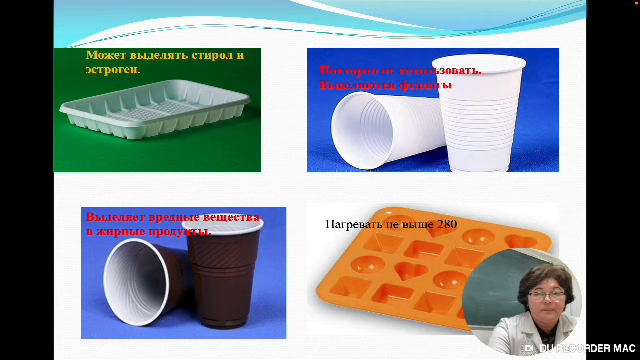 Может выделять стирол и
эстроген.
Повторно не использовать.
Выделяются фталаты
Выделяет вредные вещества
в жирные продукты.
Нагревать не выше 280
DU RECORDER MAC